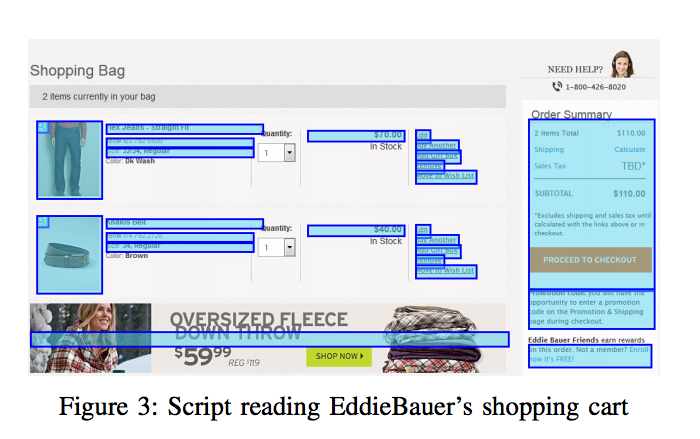 NEED HELP?
1-800-426-8020
Shopping Bag
2 items currently in your bag
Flex Jeans - Straight Fit
Size: 32/34, Regular
Color: Dk Wash
Quantity:
1
$70.00
In Stock
Edit
Buy Another
Add Gift Box
Remove
Move to Wish List
Khakis Belt
Item# 114 792 2726
Size: 34, Regular
Color: Brown
Quantity:
1
$40.00
In Stock
Edit
Buy Another
Add Gift Box
Remove
Move to Wish List
OVERSIZED FLEECE
DOWN THROW
$59⁹⁹ REG $119
SHOP NOW
Order Summary
2 items Total $110.00
Shipping Calculate
Sales Tax TBD*
SUBTOTAL $110.00
*Excludes shipping and sales tax until
calculated with the links above or in
checkout.
PROCEED TO CHECKOUT
Promotion code: you will have the
opportunity to enter a promotion
code on the Promotion & Shipping
page during checkout.
Eddie Bauer Friends earn rewards
on this order. Not a member? Enroll
now it's FREE!
Figure 3: Script reading EddieBauer's shopping cart